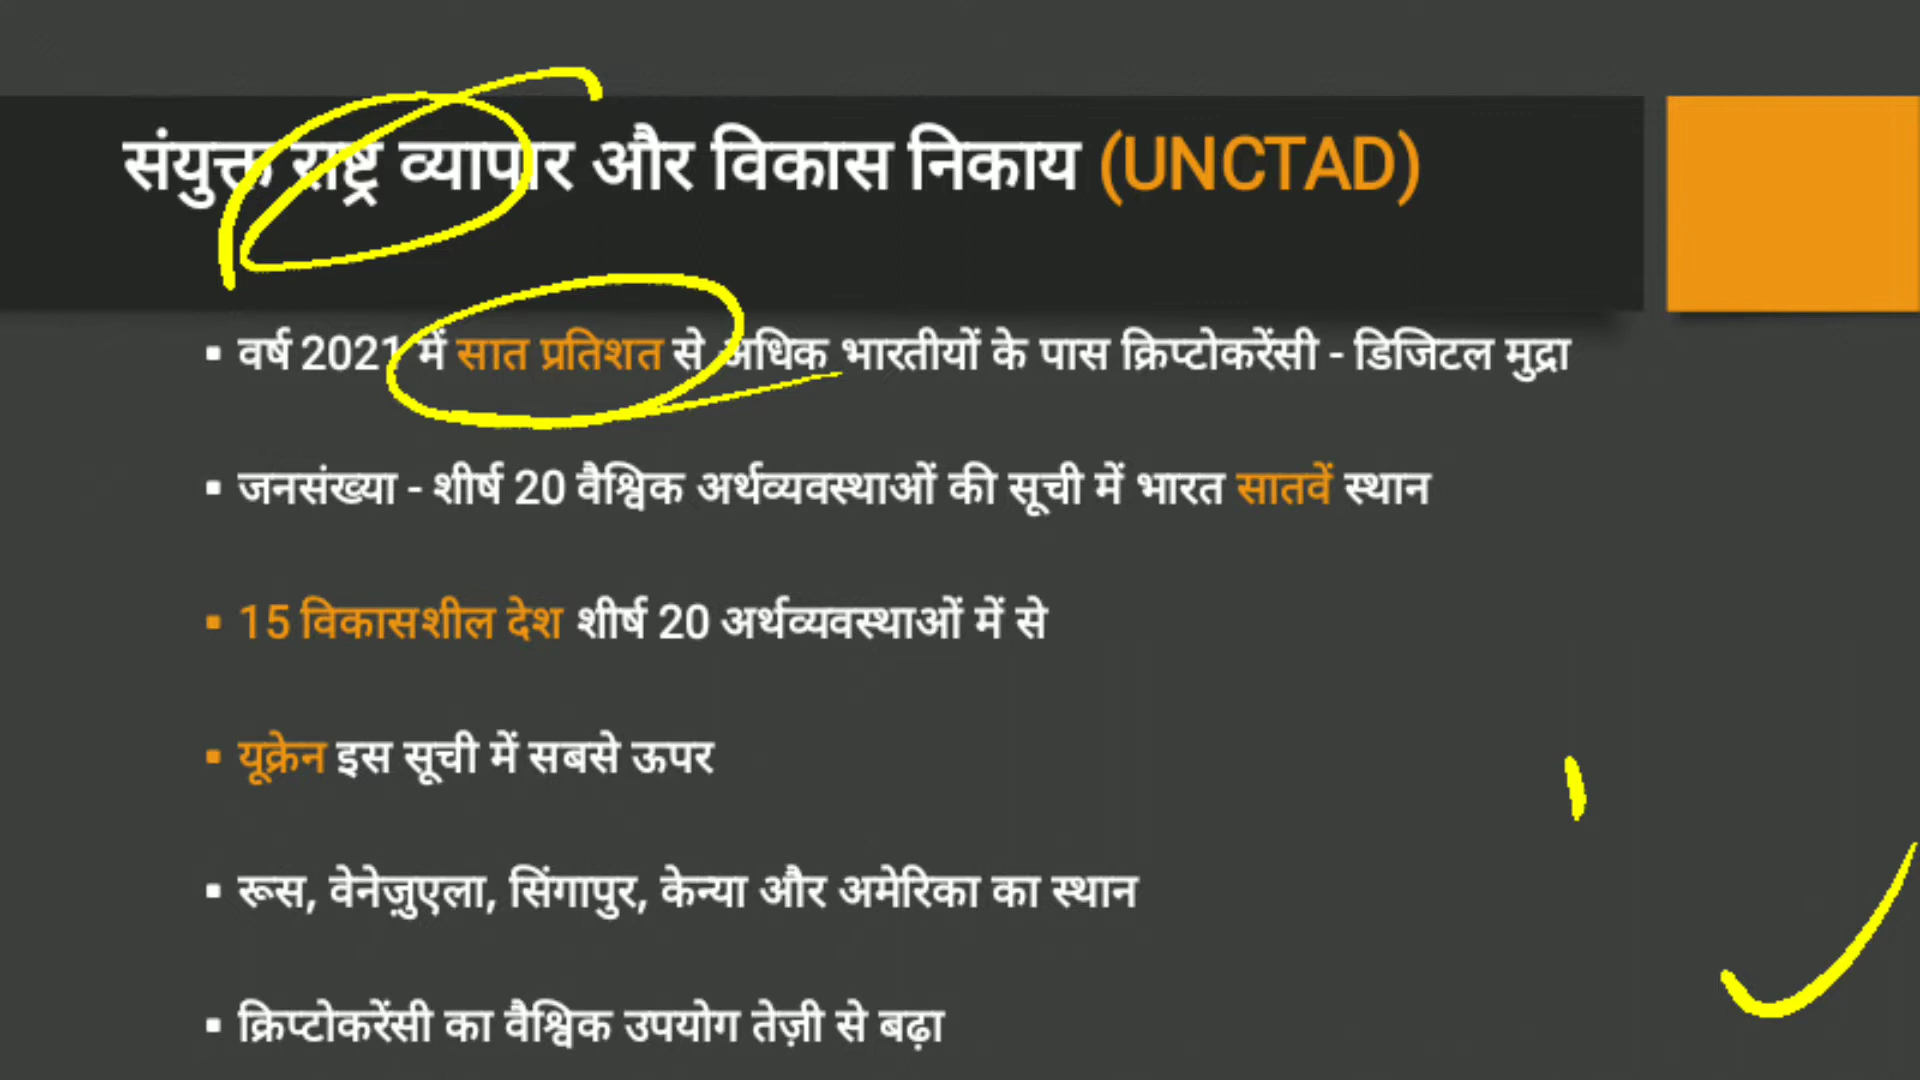 संयुक्त राष्ट्र व्यापार और विकास निकाय (UNCTAD)
▪ वर्ष 2021 में सात प्रतिशत से अधिक भारतीयों के पास क्रिप्टोकरेंसी - डिजिटल मुद्रा
▪ जनसंख्या - शीर्ष 20 वैश्विक अर्थव्यवस्थाओं की सूची में भारत सातवें स्थान
▪ 15 विकासशील देश शीर्ष 20 अर्थव्यवस्थाओं में से
▪ यूक्रेन इस सूची में सबसे ऊपर
▪ रूस, वेनेज़ुएला, सिंगापुर, केन्या और अमेरिका का स्थान
▪ क्रिप्टोकरेंसी का वैश्विक उपयोग तेज़ी से बढ़ा